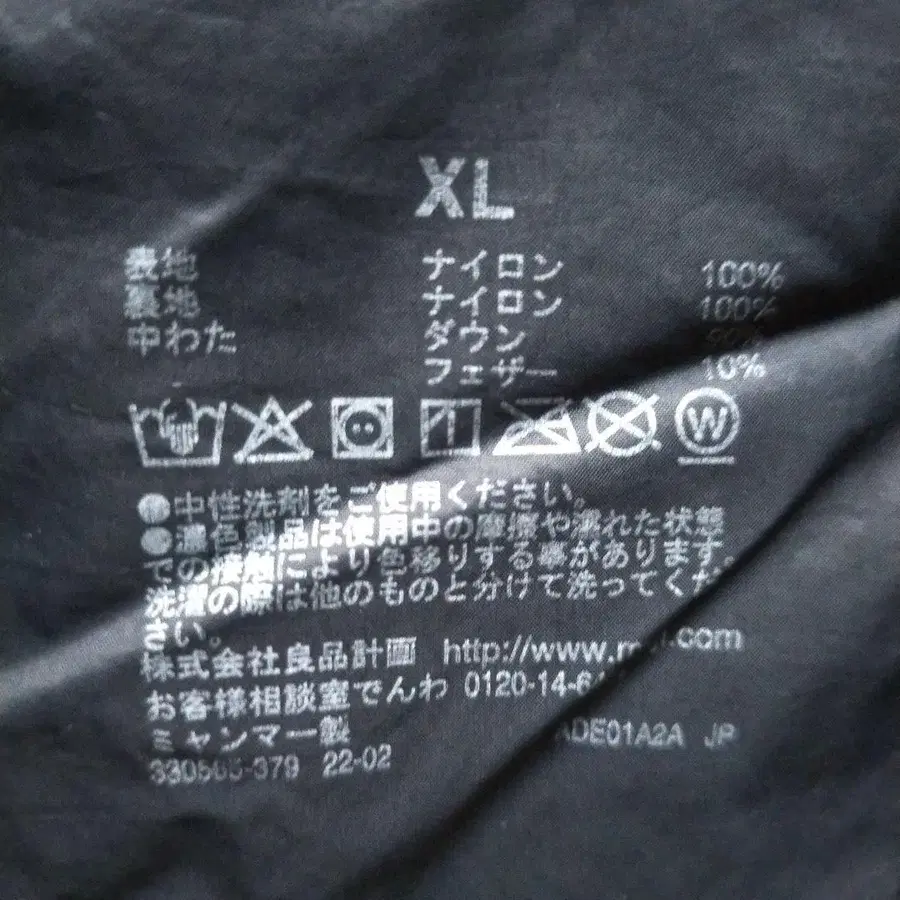 XL
表地 ナイロン 100%
裏地 ナイロン 100%
中わた ダウン 90%
フェザー 10%
W
●中性洗剤をご使用ください。
●濃色製品は使用中の摩擦や濡れた状態
での接触により色移りする事があります。
洗濯の際は他のものと分けて洗ってくだ
さい。
株式会社良品計画
お客様相談室でんわ
ミャンマー製 ADE01A2A JP
22-02